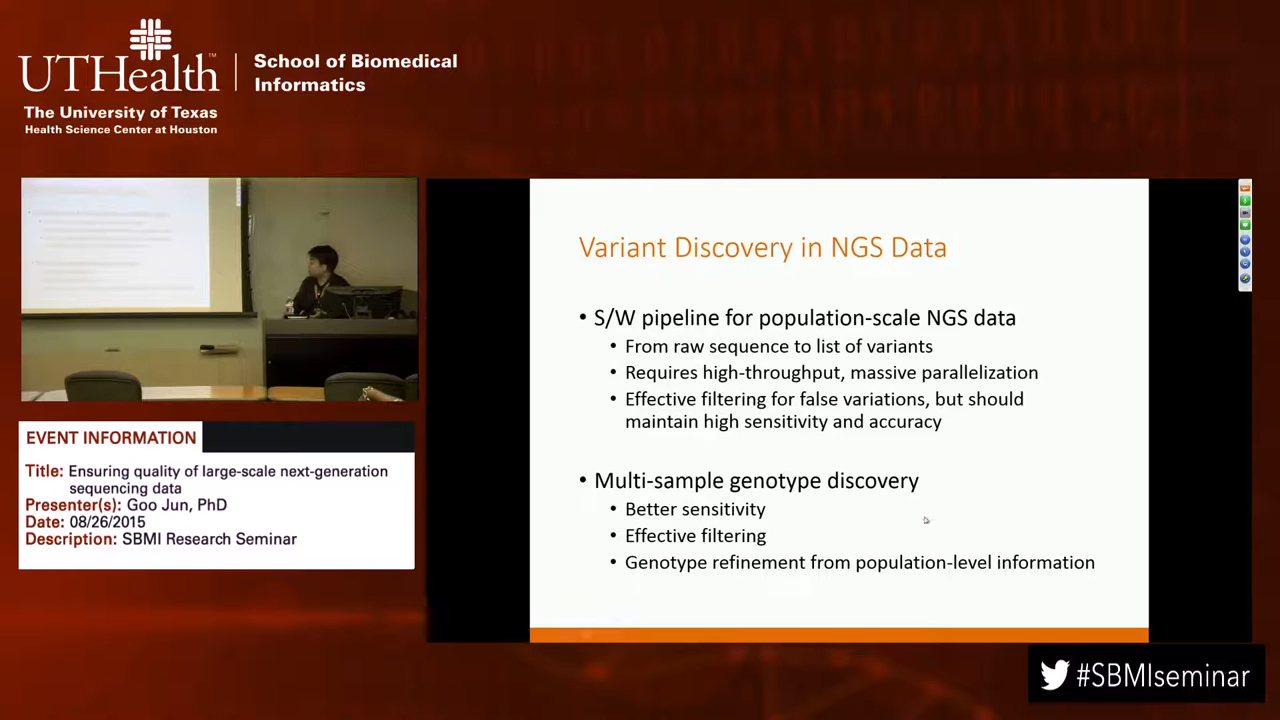 UTHealth™
The University of Texas
Health Science Center at Houston
School of Biomedical
Informatics
EVENT INFORMATION
Title: Ensuring quality of large-scale next-generation
sequencing data
Presenter(s): Goo Jun, PhD
Date: 08/26/2015
Description: SBMI Research Seminar
Variant Discovery in NGS Data
• S/W pipeline for population-scale NGS data
• From raw sequence to list of variants
• Requires high-throughput, massive parallelization
• Effective filtering for false variations, but should
maintain high sensitivity and accuracy
• Multi-sample genotype discovery
• Better sensitivity
• Effective filtering
• Genotype refinement from population-level information
#SBMIseminar